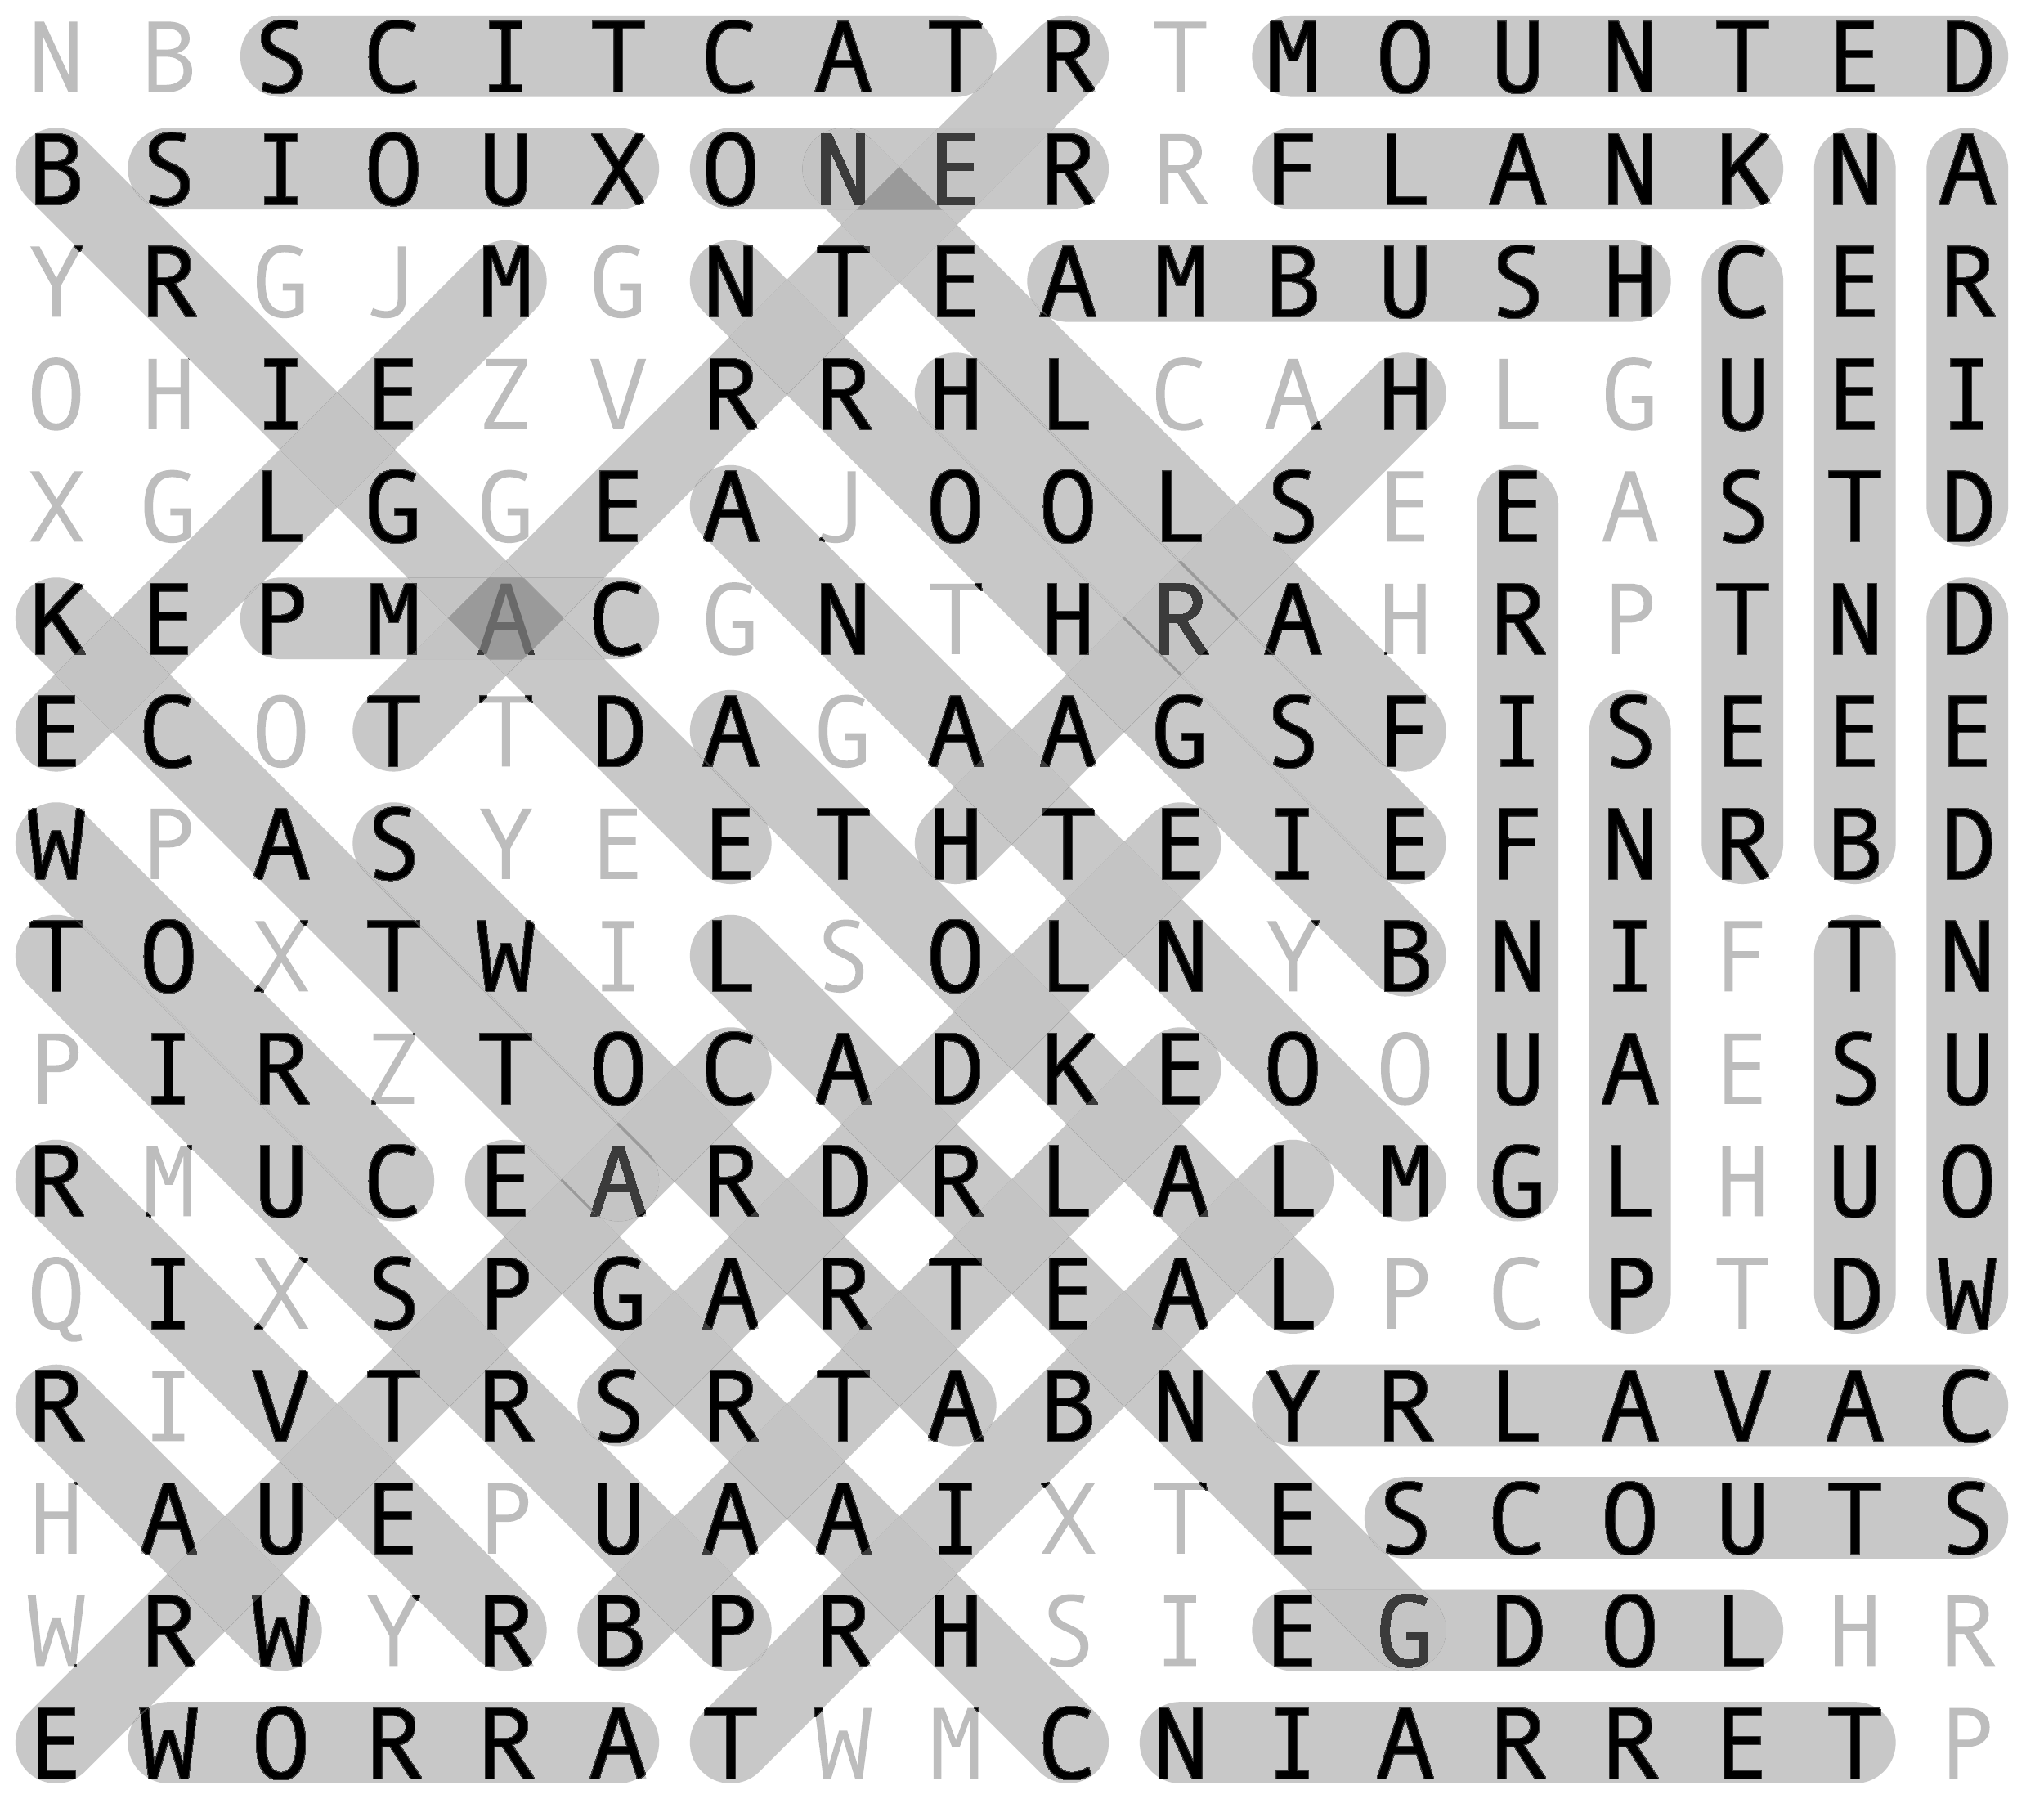 N B S C I T C A T R T M O U N T E D
B S I O U X O N E R R F L A N K N A
Y R G J M G N T E A M B U S H C E R
O H I E Z V R R H L C A H L G U E I
X G L G G E A J O O L S E E A S T D
K E P M A C G N T H R A H R P T N D
E C O T T D A G A A G S F I S E E E
W P A S Y E E T H T E I E F N R B D
T O X T W I L S O L N Y B N I F T N
P I R Z T O C A D K E O O U A E S U
R M U C E A R D R L A L M G L H U O
Q I X S P G A R T E A L P C P T D W
R I V T R S R T A B N Y R L A V A C
H A U E P U A A I X T E S C O U T S
W R W Y R B P R H S I E G D O L H R
E W O R R A T W M C N I A R R E T P